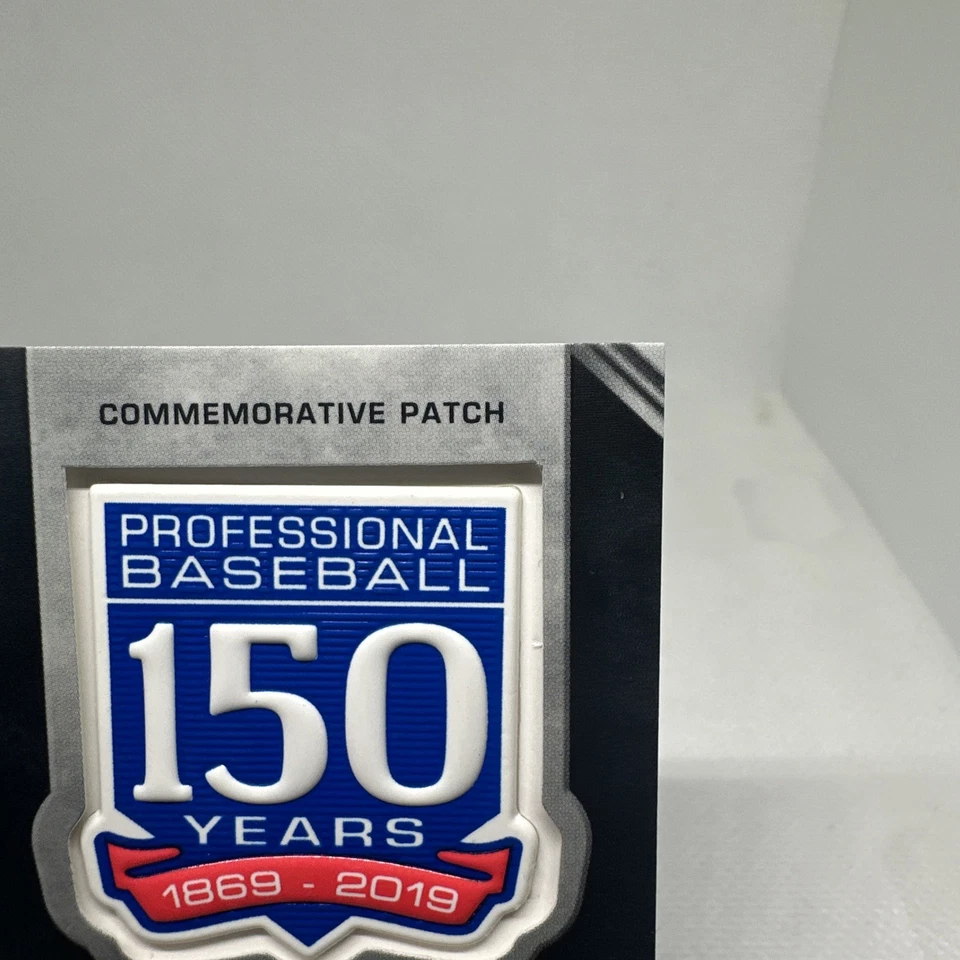 COMMEMORATIVE PATCH
PROFESSIONAL
BASEBALL
150
YEARS
1869 - 2019